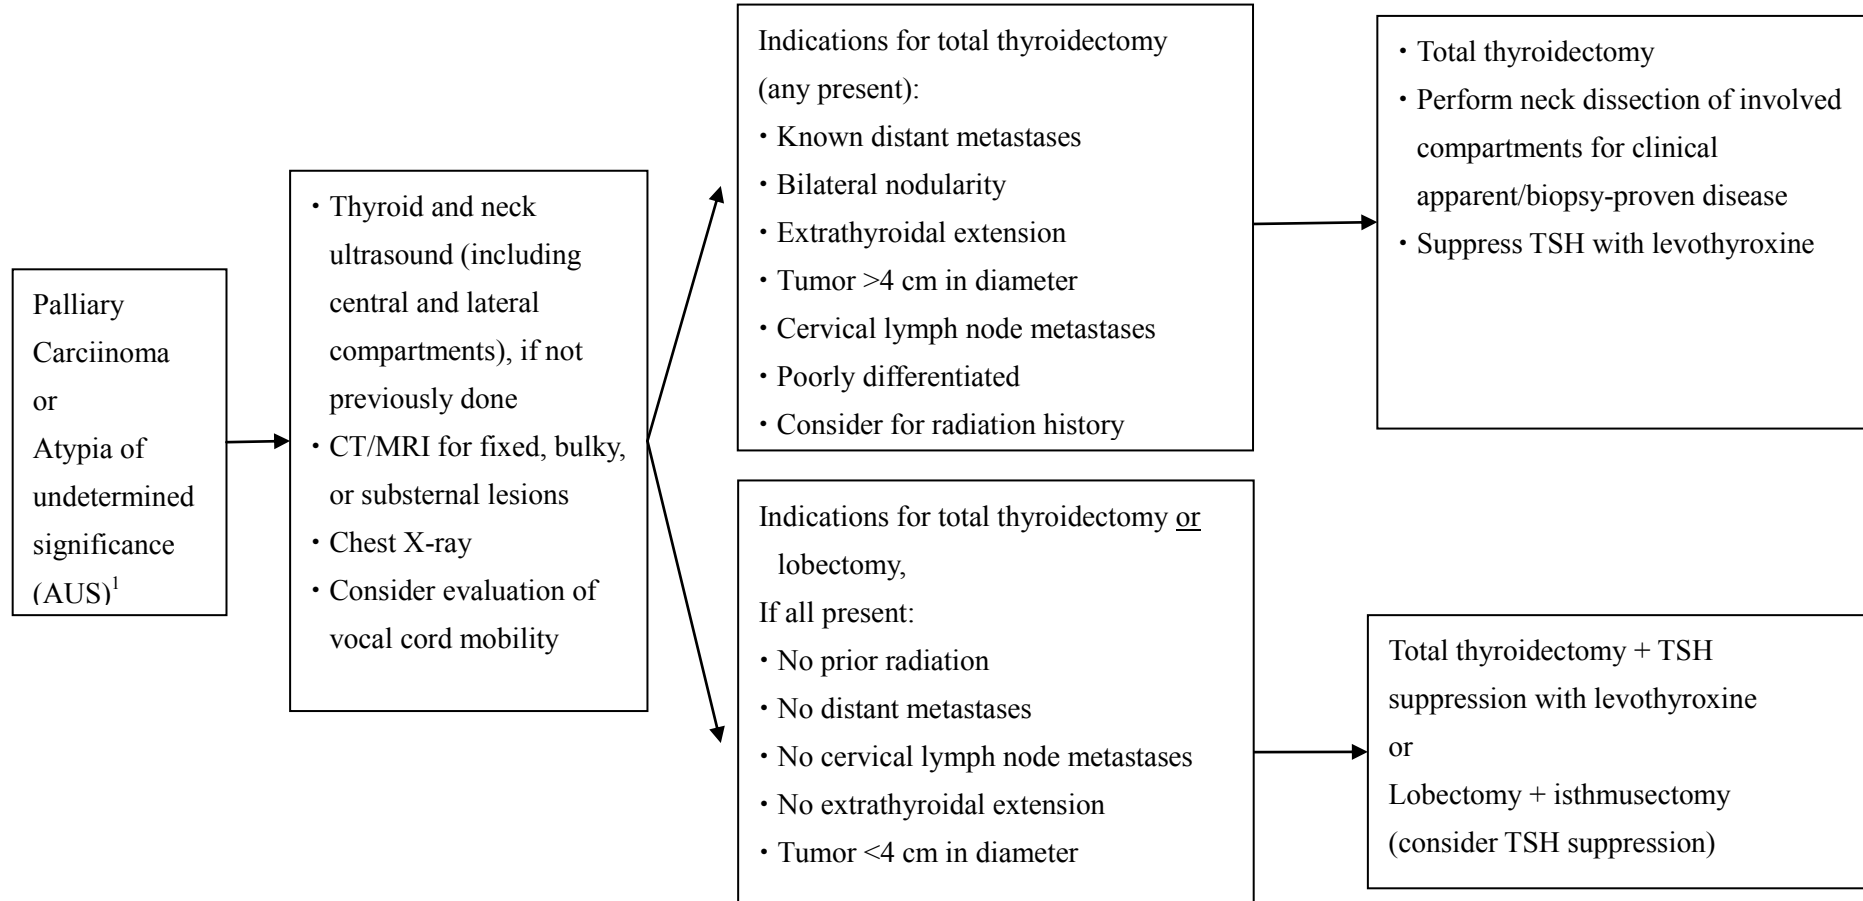 Palliary
Carciinoma
or
Atypia of
undetermined
significance
(AUS)1
・Thyroid and neck
ultrasound (including
central and lateral
compartments), if not
previously done
・CT/MRI for fixed, bulky,
or substernal lesions
・Chest X-ray
・Consider evaluation of
vocal cord mobility
Indications for total thyroidectomy
(any present):
・Known distant metastases
・Bilateral nodularity
・Extrathyroidal extension
・Tumor >4 cm in diameter
・Cervical lymph node metastases
・Poorly differentiated
・Consider for radiation history
・Total thyroidectomy
・Perform neck dissection of involved
compartments for clinical
apparent/biopsy-proven disease
・Suppress TSH with levothyroxine
Indications for total thyroidectomy or
lobectomy,
If all present:
・No prior radiation
・No distant metastases
・No cervical lymph node metastases
・No extrathyroidal extension
・Tumor <4 cm in diameter
Total thyroidectomy + TSH
suppression with levothyroxine
or
Lobectomy + isthmusectomy
(consider TSH suppression)